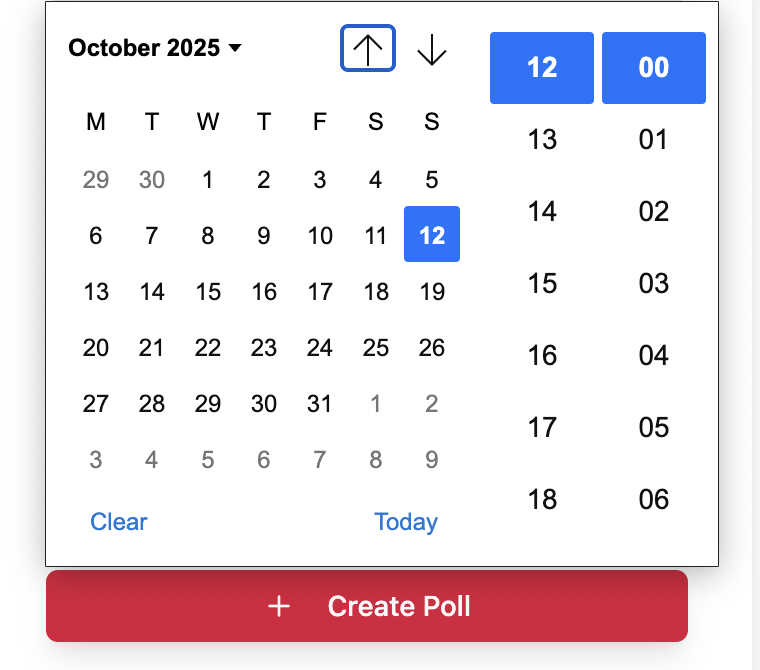 October 2025
M T W T F S S
29 30 1 2 3 4 5
6 7 8 9 10 11 12
13 14 15 16 17 18 19
20 21 22 23 24 25 26
27 28 29 30 31 1 2
3 4 5 6 7 8 9
Clear Today
12 00
13 01
14 02
15 03
16 04
17 05
18 06
Create Poll